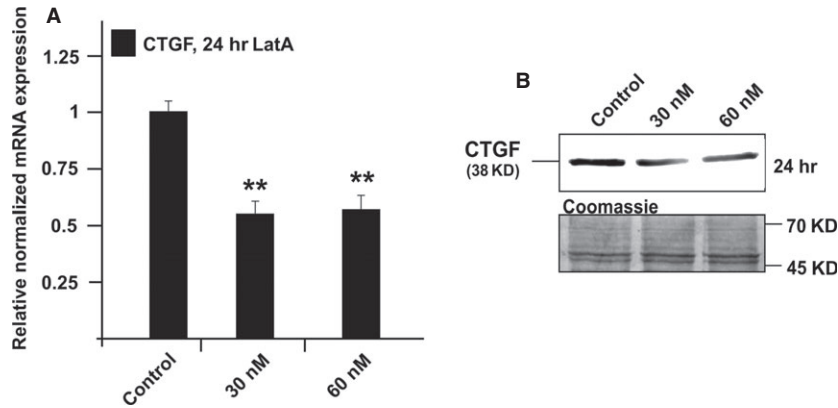 A
Relative normalized mRNA expression
CTGF, 24 hr LatA
1.25
1
0.75
0.5
0.25
**
**
Control
30 nM
60 nM
B
Control
30 nM
60 nM
CTGF
(38 KD)
24 hr
Coomassie
70 KD
45 KD